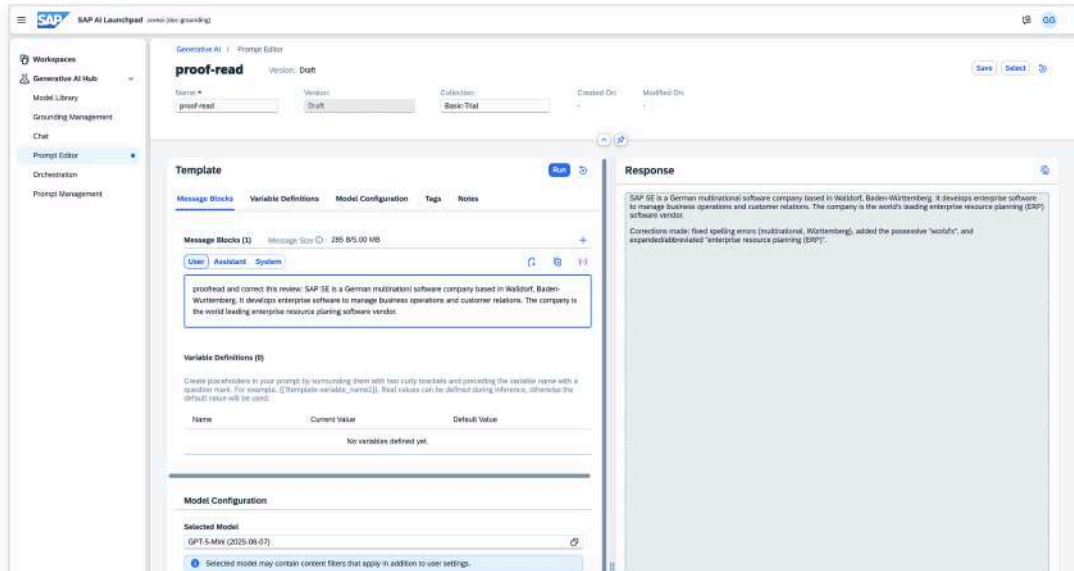 SAP SAP AI Launchpad
Workspaces
Generative AI Hub
Model Library
Grounding Management
Chat
Prompt Editor
Orchestration
Prompt Management
Generative AI / Prompt Editor
proof-read Version: Draft
Save Select
Name: * Version: Collection: Created On: Modified On:
proof-read Draft Basic-Trial - -
Template
Run
Message Blocks Variable Definitions Model Configuration Tags Notes
Message Blocks (1) Message Size 285 B/5.00 MB
User Assistant System
proofread and correct this review: SAP SE is a German multinationl software company based in Walldorf, Baden-
Wurttemberg. It develops enterprise software to manage business operations and customer relations. The company is
the world leading enterprise resource planing software vendor.
Variable Definitions (0)
Create placeholders in your prompt by surrounding them with two curly brackets and preceding the variable name with a
question mark. For example, {{?template-variable_name1}}. Real values can be defined during inference, otherwise the
default value will be used.
Name Current Value Default Value
No variables defined yet.
Model Configuration
Selected Model
GPT-5-Mini (2025-08-07)
Selected model may contain content filters that apply in addition to user settings.
GG
Response
SAP SE is a German multinational software company based in Walldorf, Baden-Württemberg. It develops enterprise software
to manage business operations and customer relations. The company is the world's leading enterprise resource planning (ERP)
software vendor.
Corrections made: fixed spelling errors (multinational, Württemberg), added the possessive "world's", and
expanded/abbreviated "enterprise resource planning (ERP)".